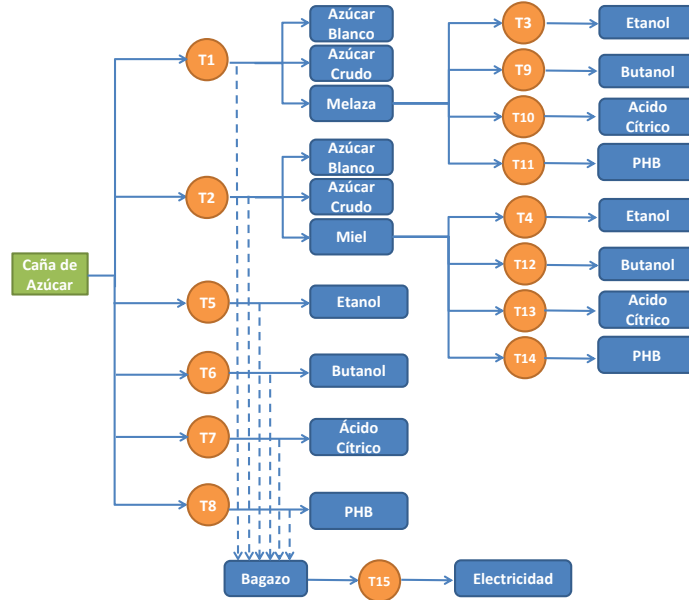 T1
Azúcar
Blanco
Azúcar
Crudo
Melaza
T3
Etanol
T9
Butanol
T10
Acido
Cítrico
T11
PHB
T2
Azúcar
Blanco
Azúcar
Crudo
Miel
T4
Etanol
T12
Butanol
T13
Acido
Cítrico
T14
PHB
Caña de
Azúcar
T5
Etanol
T6
Butanol
T7
Ácido
Cítrico
T8
PHB
Bagazo
T15
Electricidad